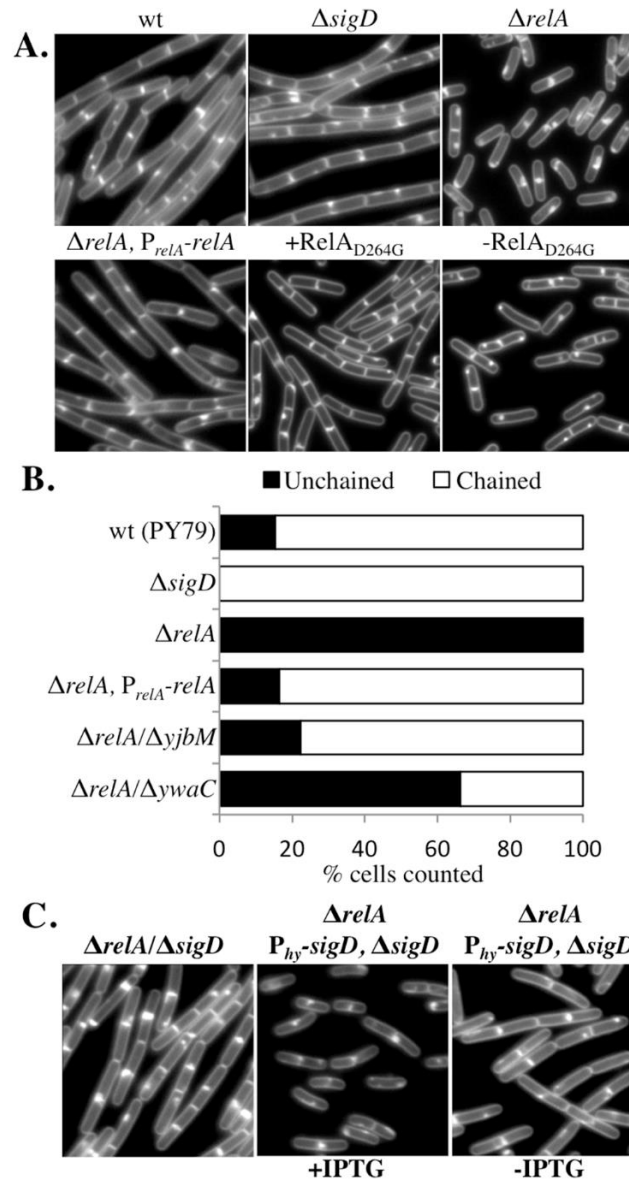 A.
wt ΔsigD ΔrelA
ΔrelA, PrelA-relA +RelAD264G -RelAD264G
B.
Unchained Chained
wt (PY79)
ΔsigD
ΔrelA
ΔrelA, PrelA-relA
ΔrelA/ΔyjbM
ΔrelA/ΔywaC
0 20 40 60 80 100
% cells counted
C.
ΔrelA ΔrelA
ΔrelA/ΔsigD Phy-sigD, ΔsigD Phy-sigD, ΔsigD
+IPTG -IPTG